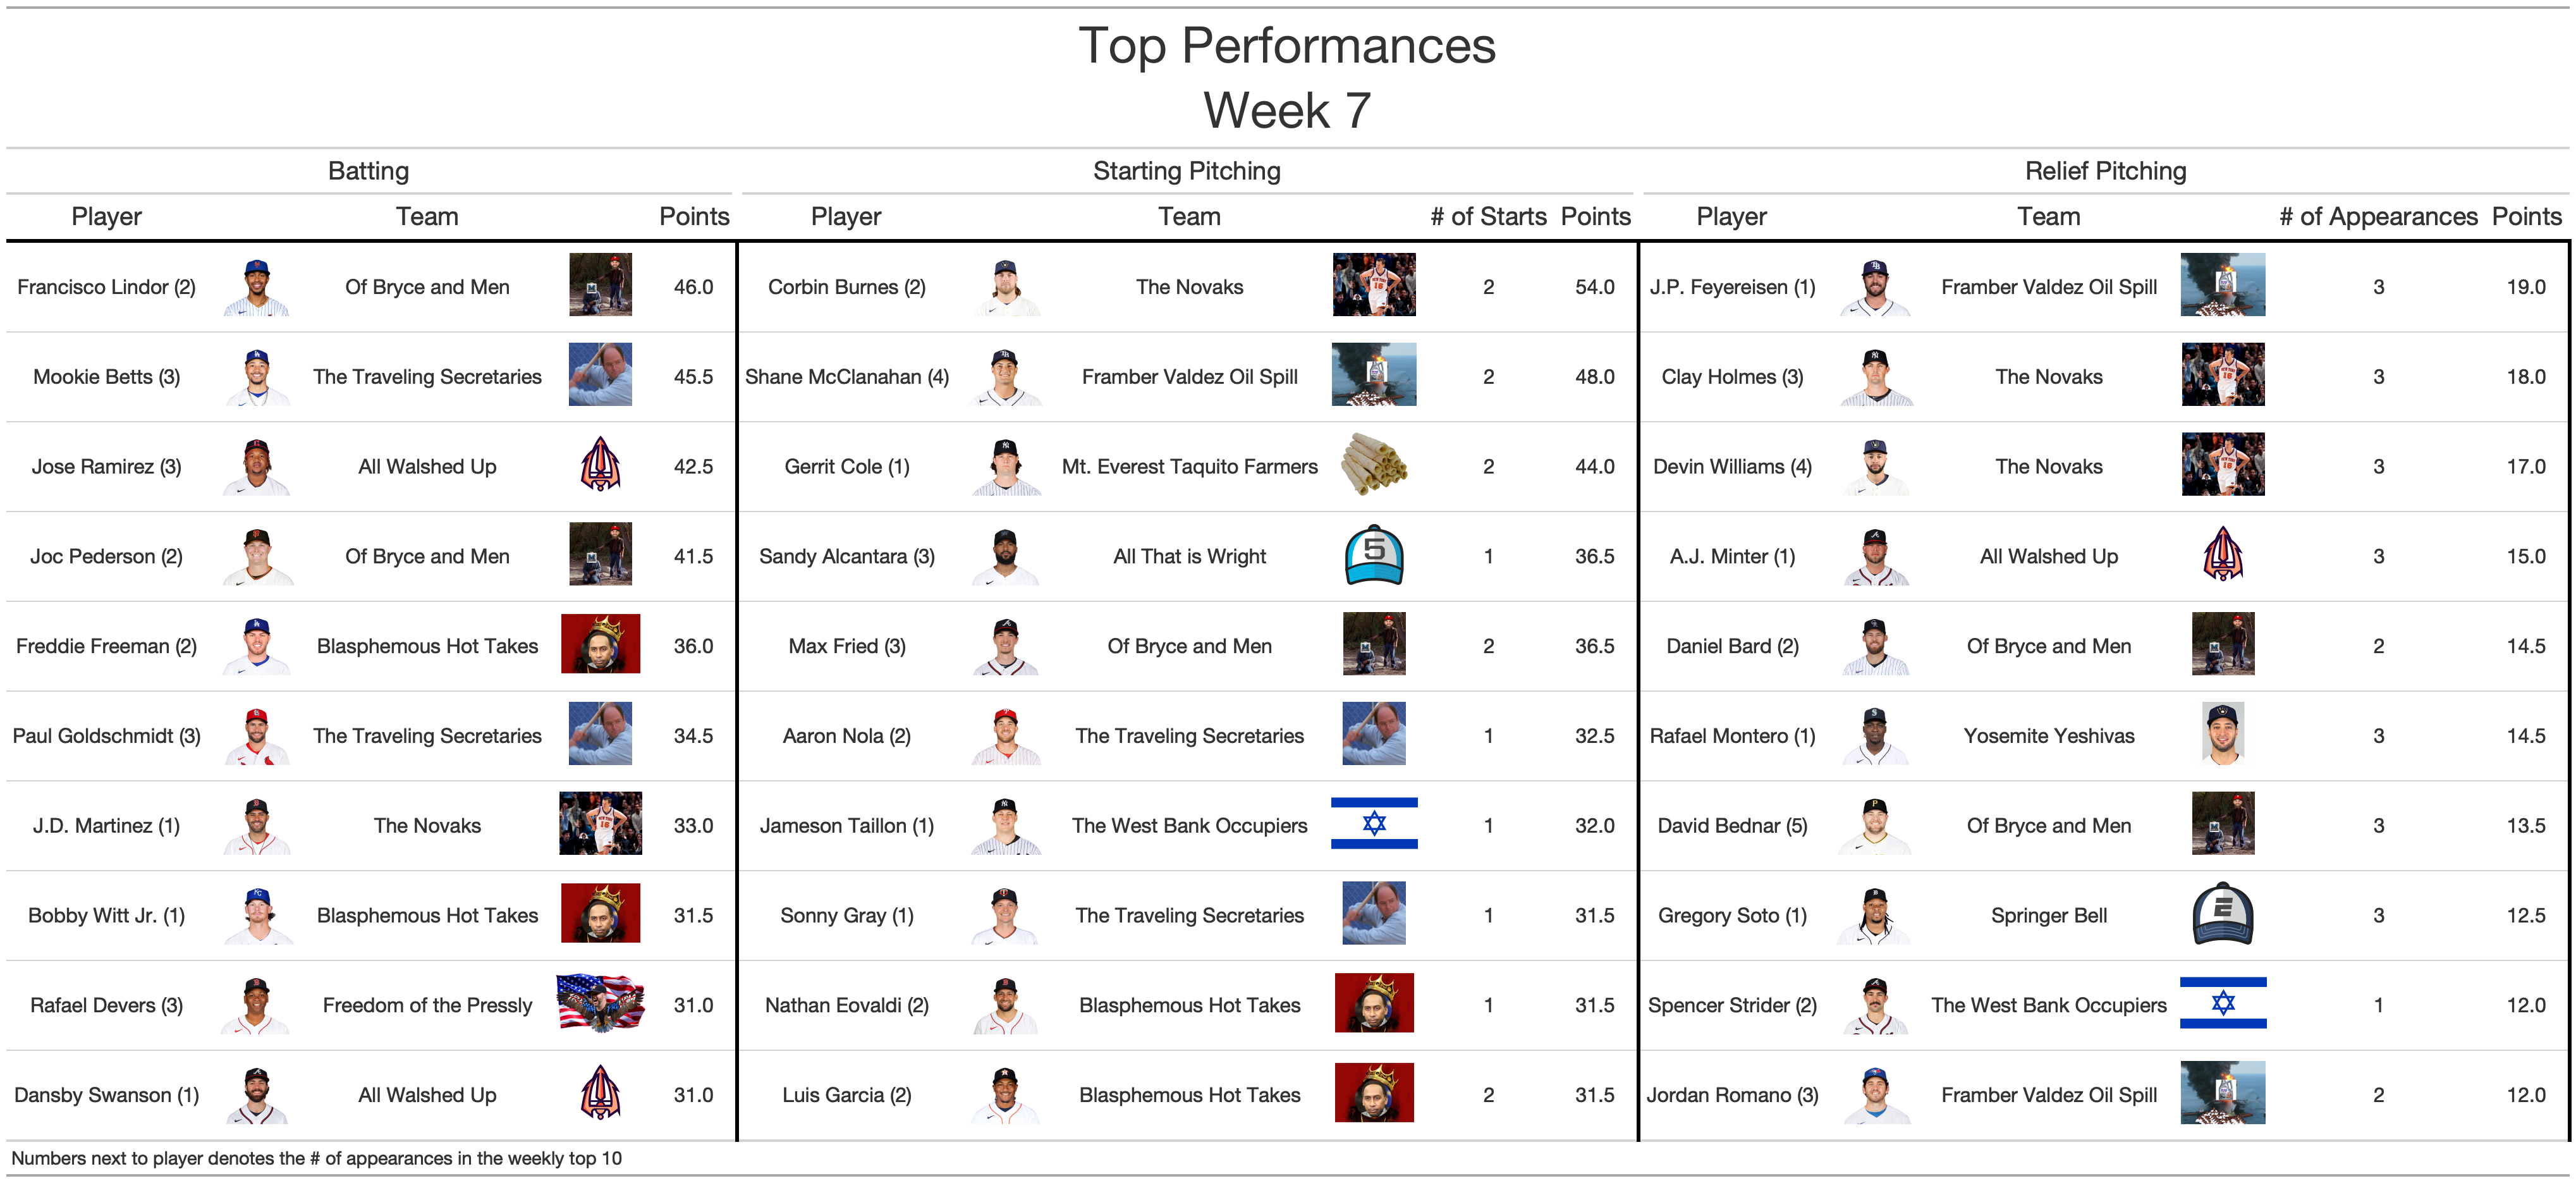 Top Performances
Week 7
Batting Starting Pitching Relief Pitching
Player Team Points Player Team # of Starts Points Player Team # of Appearances Points
Francisco Lindor (2) Of Bryce and Men 46.0 Corbin Burnes (2) The Novaks 2 54.0 J.P. Feyereisen (1) Framber Valdez Oil Spill 3 19.0
Mookie Betts (3) The Traveling Secretaries 45.5 Shane McClanahan (4) Framber Valdez Oil Spill 2 48.0 Clay Holmes (3) The Novaks 3 18.0
Jose Ramirez (3) All Walshed Up 42.5 Gerrit Cole (1) Mt. Everest Taquito Farmers 2 44.0 Devin Williams (4) The Novaks 3 17.0
Joc Pederson (2) Of Bryce and Men 41.5 Sandy Alcantara (3) All That is Wright 5 1 36.5 A.J. Minter (1) All Walshed Up 3 15.0
Freddie Freeman (2) Blasphemous Hot Takes 36.0 Max Fried (3) Of Bryce and Men 2 36.5 Daniel Bard (2) Of Bryce and Men 2 14.5
Paul Goldschmidt (3) The Traveling Secretaries 34.5 Aaron Nola (2) The Traveling Secretaries 1 32.5 Rafael Montero (1) Yosemite Yeshivas 3 14.5
J.D. Martinez (1) The Novaks 33.0 Jameson Taillon (1) The West Bank Occupiers 1 32.0 David Bednar (5) Of Bryce and Men 3 13.5
Bobby Witt Jr. (1) Blasphemous Hot Takes 31.5 Sonny Gray (1) The Traveling Secretaries 1 31.5 Gregory Soto (1) Springer Bell E 3 12.5
Rafael Devers (3) Freedom of the Pressly 31.0 Nathan Eovaldi (2) Blasphemous Hot Takes 1 31.5 Spencer Strider (2) The West Bank Occupiers 1 12.0
Dansby Swanson (1) All Walshed Up 31.0 Luis Garcia (2) Blasphemous Hot Takes 2 31.5 Jordan Romano (3) Framber Valdez Oil Spill 2 12.0
Numbers next to player denotes the # of appearances in the weekly top 10